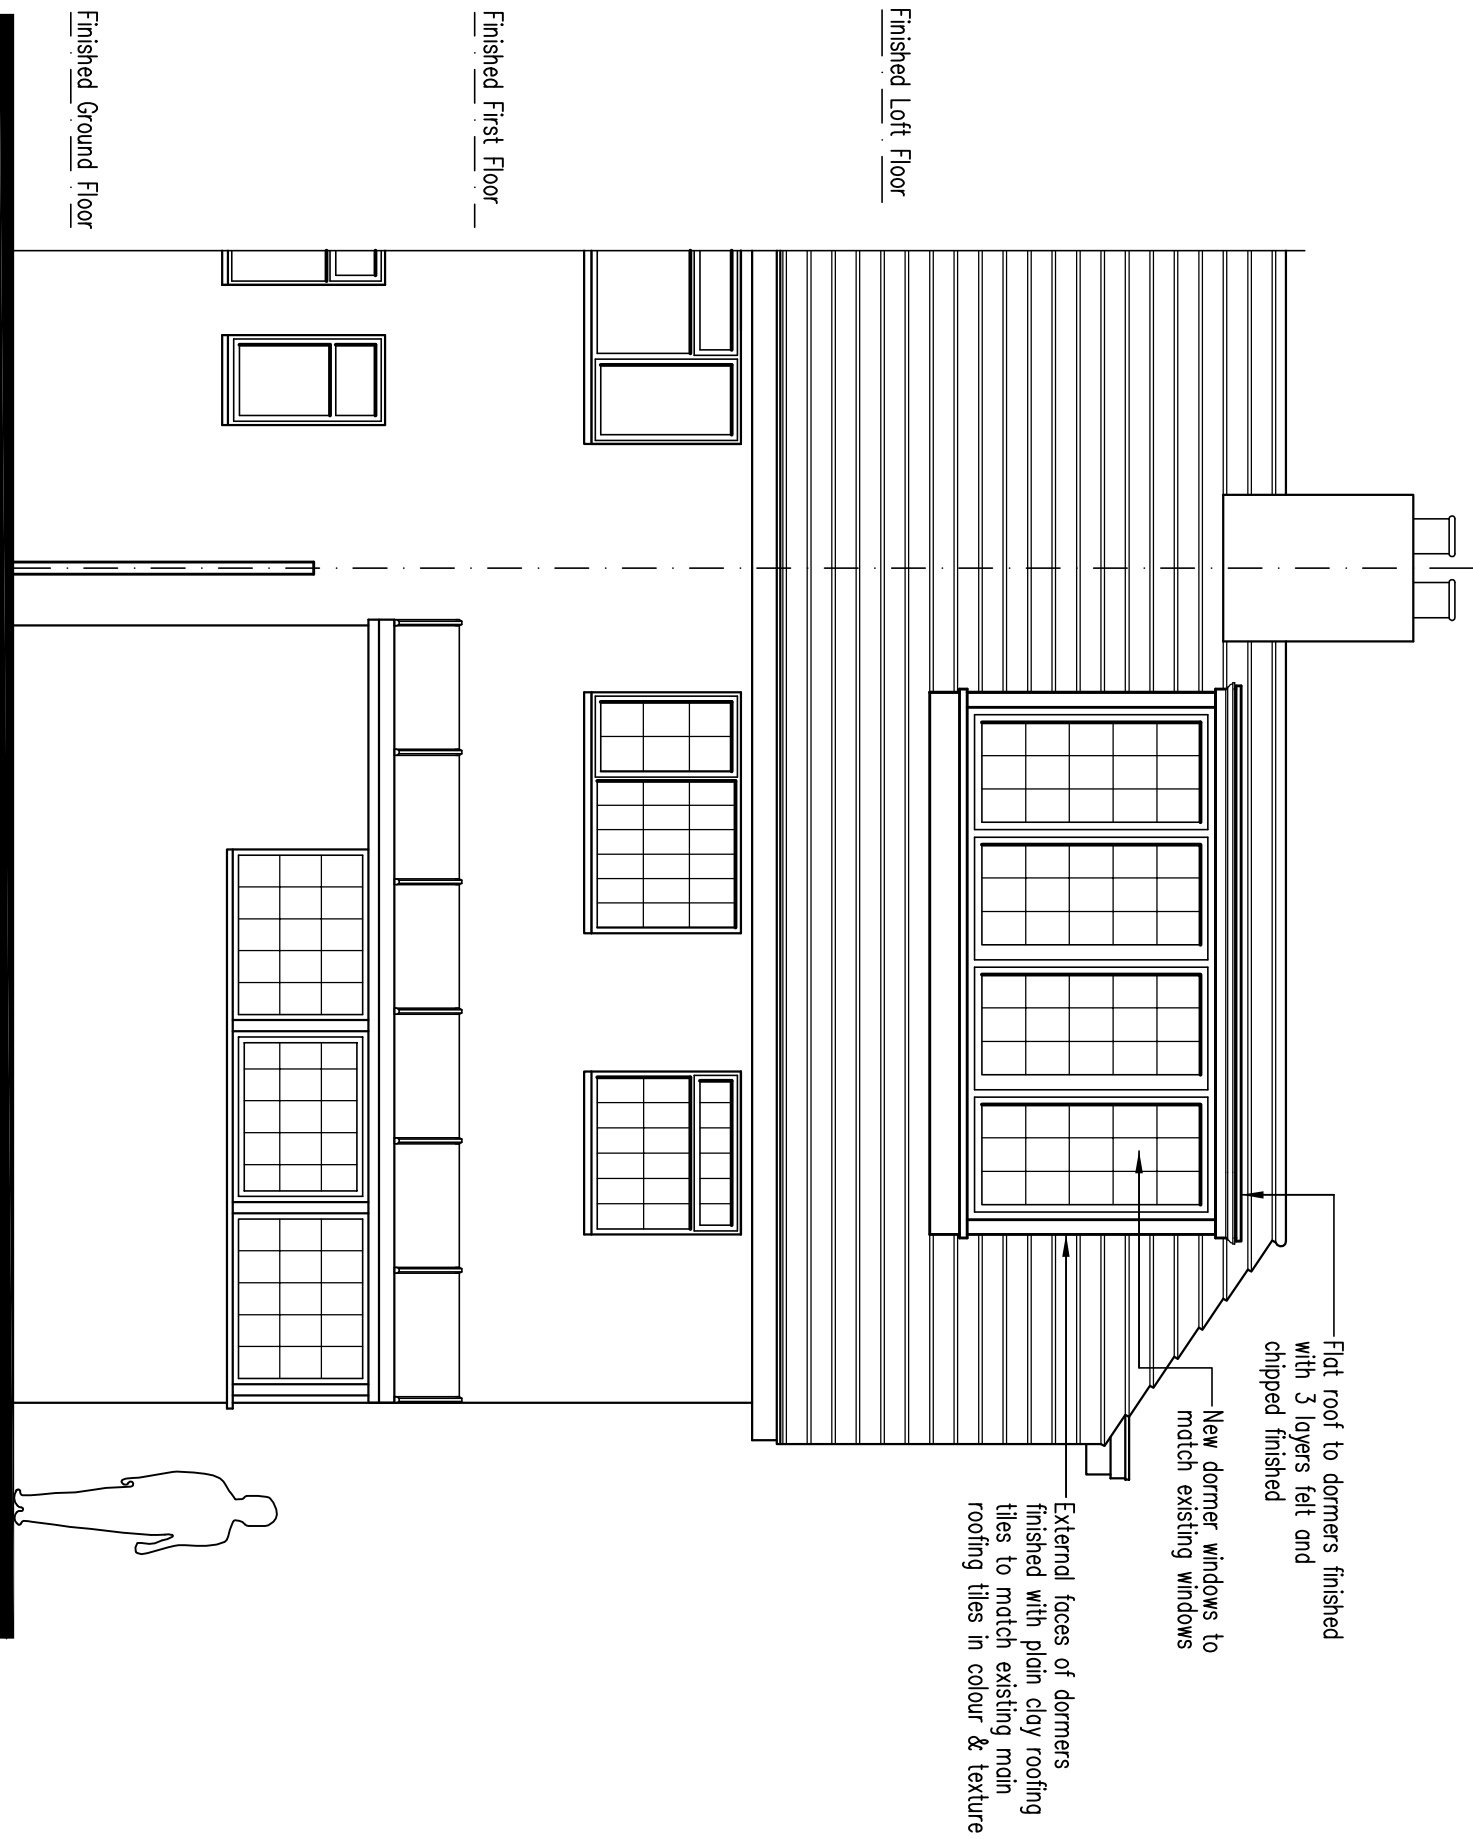 Finished Loft Floor
Finished First Floor
Finished Ground Floor
Flat roof to dormers finished
with 3 layers felt and
chipped finished
New dormer windows to
match existing windows
External faces of dormers
finished with plain clay roofing
tiles to match existing main
roofing tiles in colour & texture